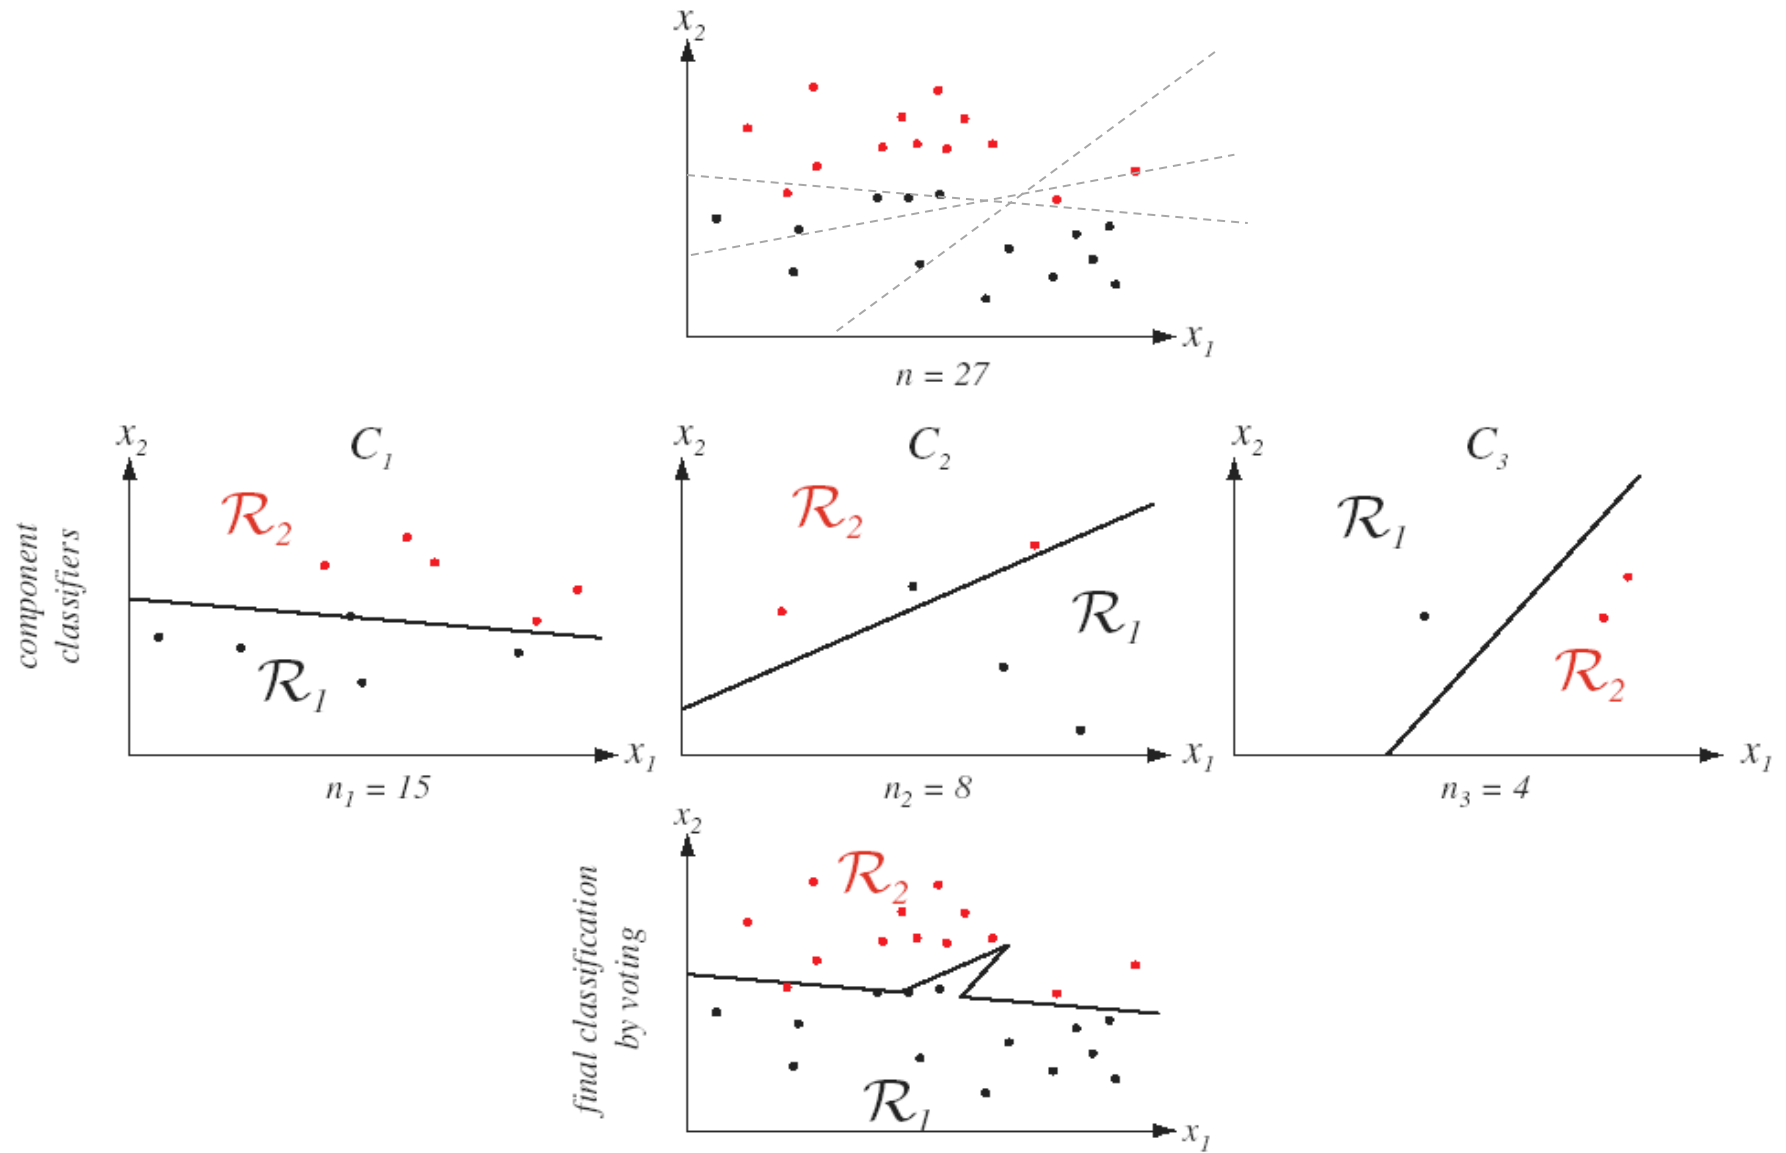 x2
x1
n = 27
x2
C1
x2
C2
x2
C3
component
classifiers
R2
R1
x1
n1 = 15
R2
R1
x1
n2 = 8
R1
R2
x1
n3 = 4
x2
final classification
by voting
R2
R1
x1